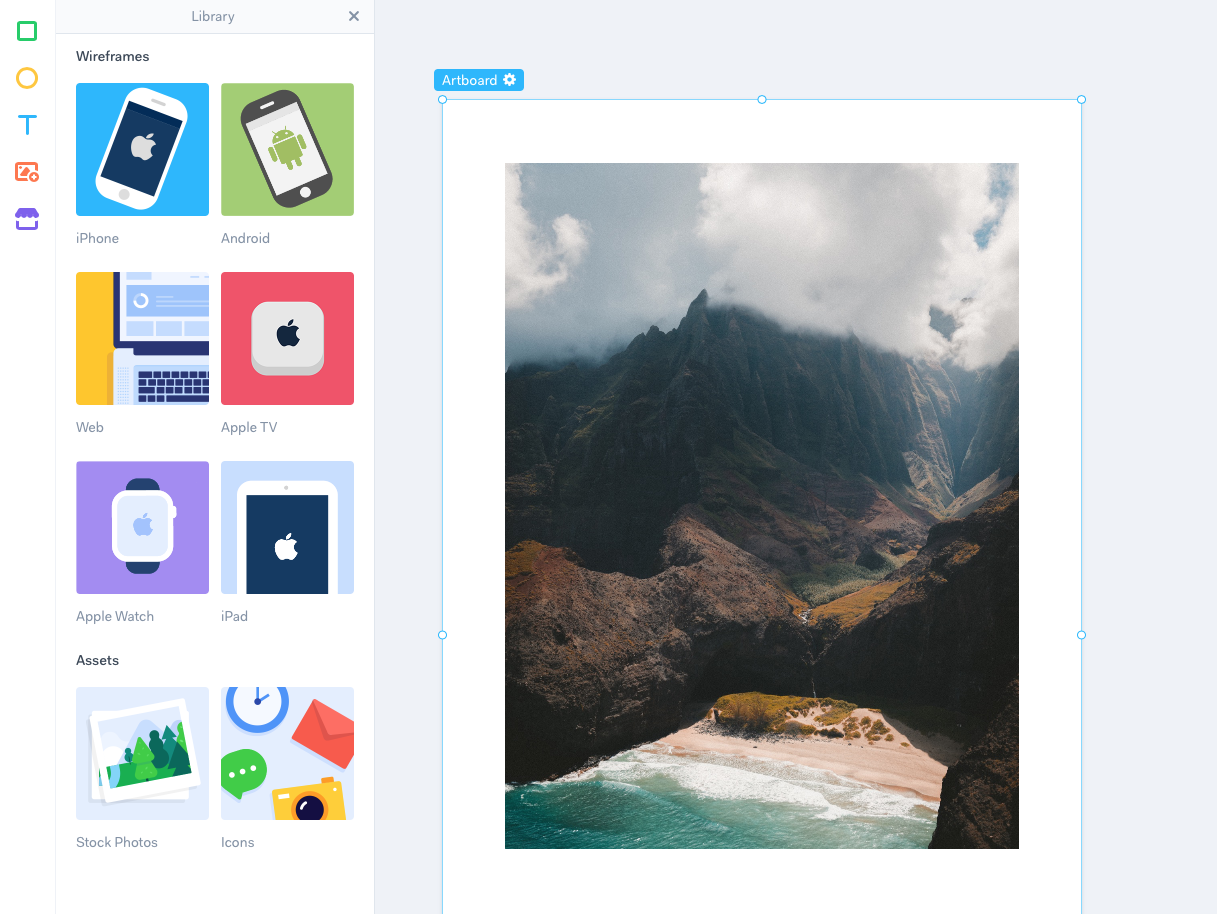 Library
Wireframes
iPhone
Android
Web
Apple TV
Apple Watch
iPad
Assets
Stock Photos
Icons
Artboard